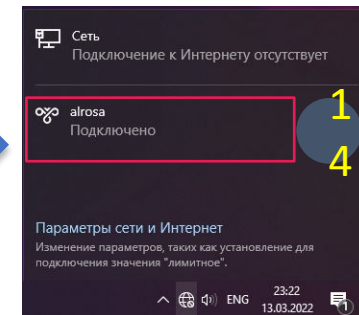 Сеть
Подключение к Интернету отсутствует
alrosa
Подключено
1
4
Параметры сети и Интернет
Изменение параметров, таких как установление для
подключения значения "лимитное".
ENG
23:22
13.03.2022
1